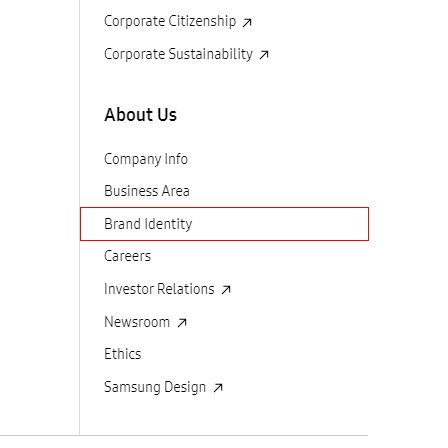 Corporate Citizenship
Corporate Sustainability
About Us
Company Info
Business Area
Brand Identity
Careers
Investor Relations
Newsroom
Ethics
Samsung Design